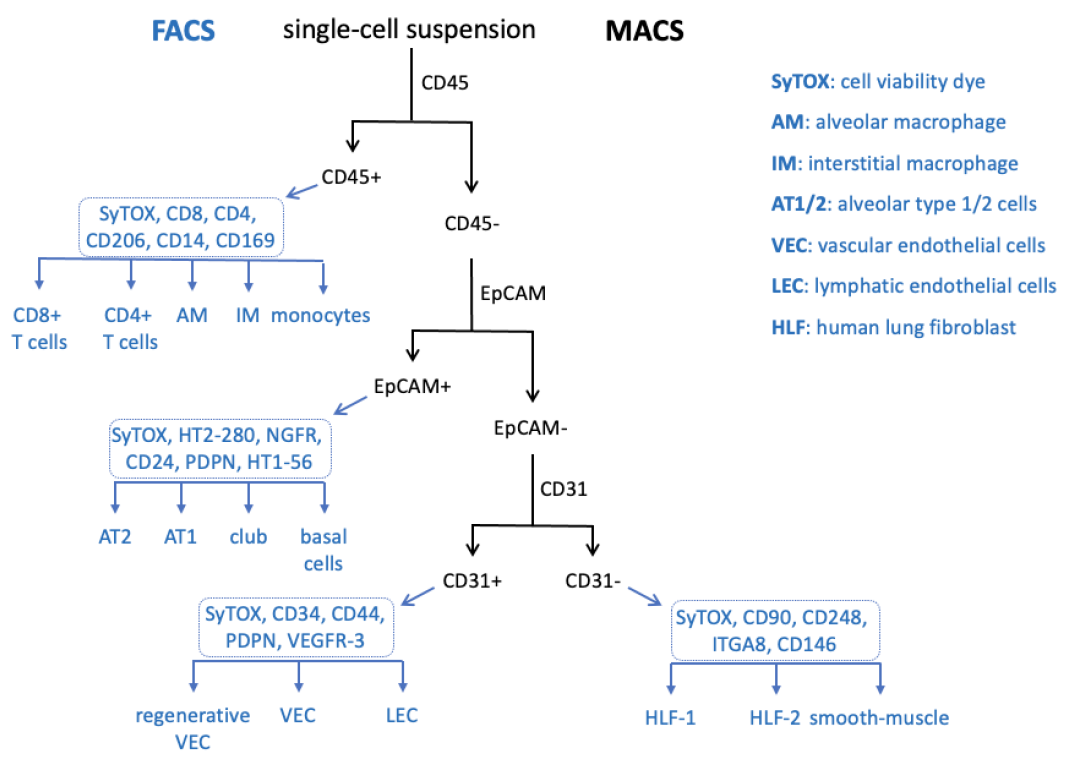 FACS single-cell suspension MACS
CD45
SyTOX: cell viability dye
AM: alveolar macrophage
IM: interstitial macrophage
AT1/2: alveolar type 1/2 cells
VEC: vascular endothelial cells
LEC: lymphatic endothelial cells
HLF: human lung fibroblast
CD45+
SyTOX, CD8, CD4,
CD206, CD14, CD169
CD45-
CD8+
T cells
CD4+
T cells
AM
IM
monocytes
EpCAM
EpCAM+
EpCAM-
SyTOX, HT2-280, NGFR,
CD24, PDPN, HT1-56
AT2
AT1
club
basal
cells
CD31
CD31+
CD31-
SyTOX, CD34, CD44,
PDPN, VEGFR-3
regenerative
VEC
VEC
LEC
SyTOX, CD90, CD248,
ITGA8, CD146
HLF-1
HLF-2
smooth-muscle